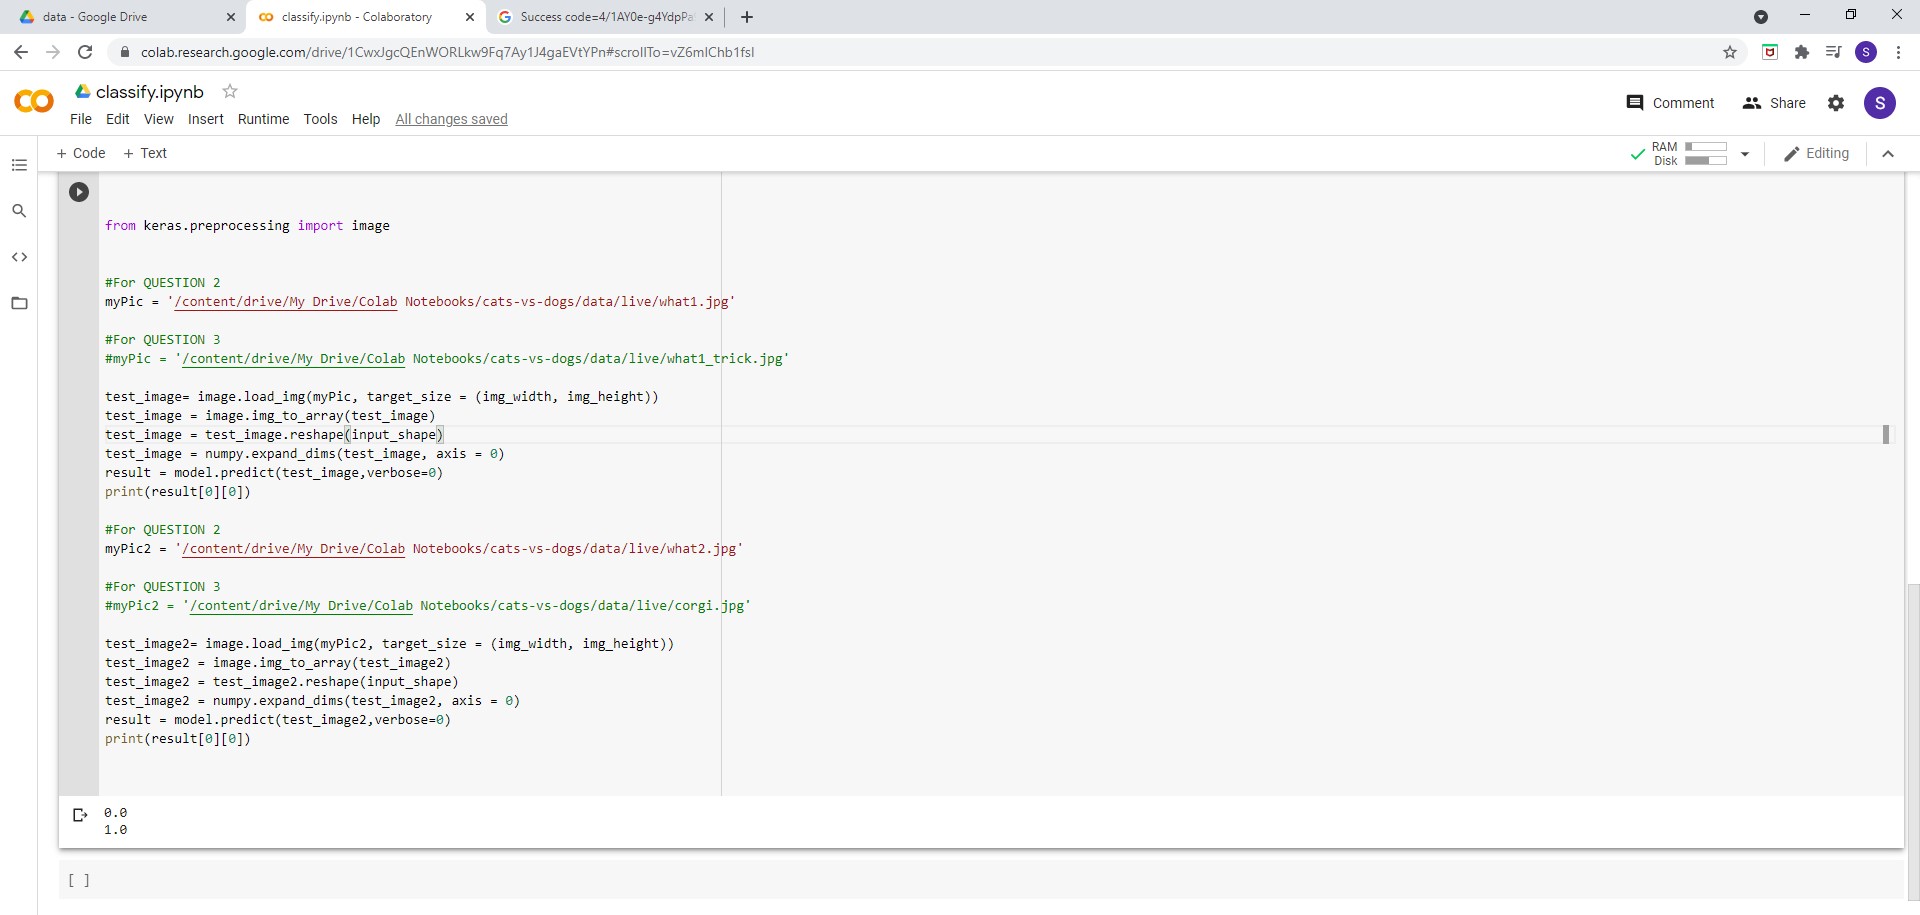 data - Google Drive
classify.ipynb - Colaboratory
Success code=4/1AY0e-g4YdpPa
colab.research.google.com/drive/1CwxJgcQEnWORLkw9Fq7Ay1J4gaEVtYPn#scrollTo=vZ6mIChb1fsI
S
classify.ipynb
Comment
Share
S
File Edit View Insert Runtime Tools Help All changes saved
+ Code + Text
RAM
Disk
Editing
from keras.preprocessing import image
#For QUESTION 2
myPic = '/content/drive/My Drive/Colab Notebooks/cats-vs-dogs/data/live/what1.jpg'
#For QUESTION 3
#myPic = '/content/drive/My Drive/Colab Notebooks/cats-vs-dogs/data/live/what1_trick.jpg'
test_image= image.load_img(myPic, target_size = (img_width, img_height))
test_image = image.img_to_array(test_image)
test_image = test_image.reshape(input_shape)
test_image = numpy.expand_dims(test_image, axis = 0)
result = model.predict(test_image,verbose=0)
print(result[0][0])
#For QUESTION 2
myPic2 = '/content/drive/My Drive/Colab Notebooks/cats-vs-dogs/data/live/what2.jpg'
#For QUESTION 3
#myPic2 = '/content/drive/My Drive/Colab Notebooks/cats-vs-dogs/data/live/corgi.jpg'
test_image2= image.load_img(myPic2, target_size = (img_width, img_height))
test_image2 = image.img_to_array(test_image2)
test_image2 = test_image2.reshape(input_shape)
test_image2 = numpy.expand_dims(test_image2, axis = 0)
result = model.predict(test_image2,verbose=0)
print(result[0][0])
0.0
1.0
[ ]